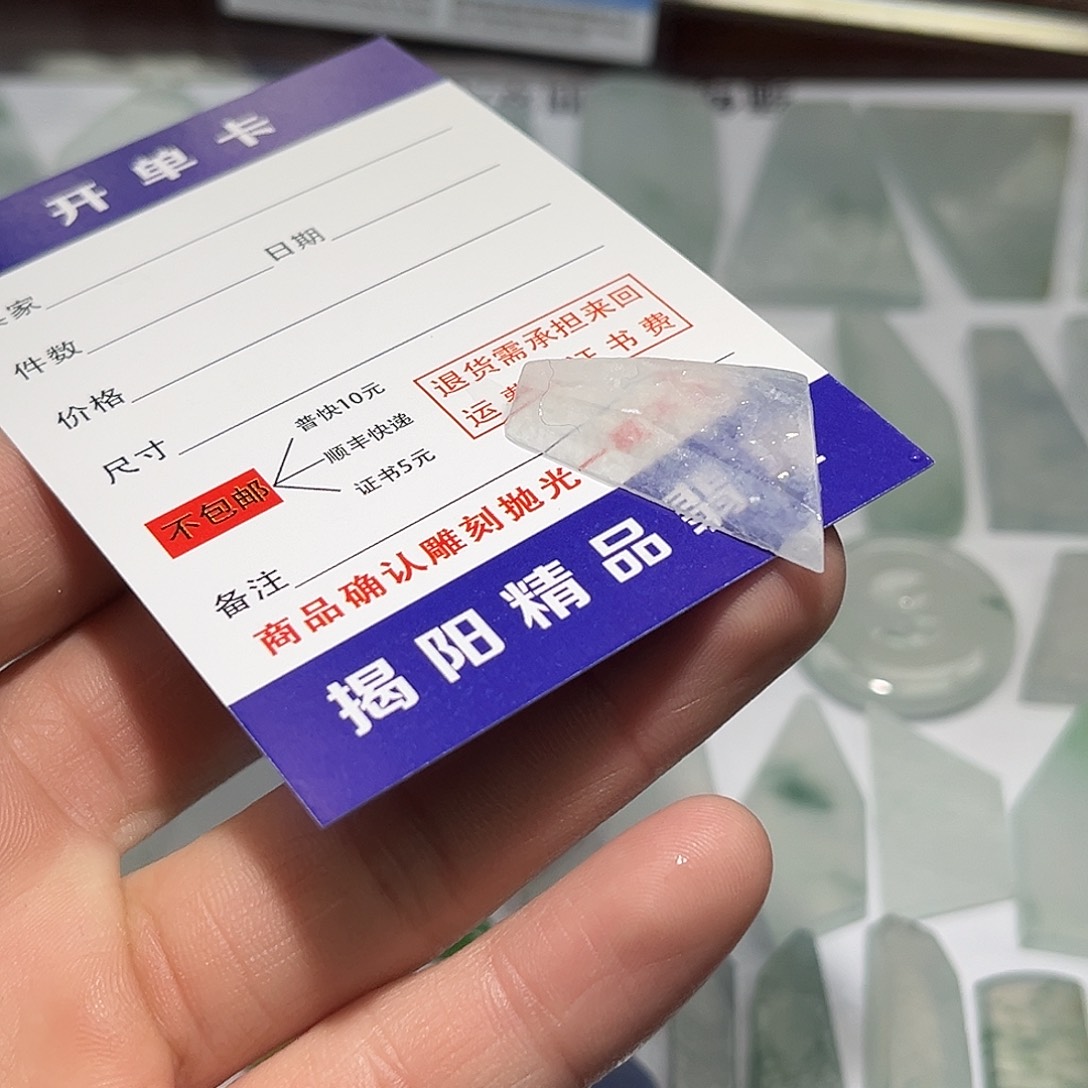 开单卡
家
日期
件数
价格
尺寸
普快10元
顺丰快递
证书5元
不包邮
退货需承担来回
运费证书费
备注
商品确认雕刻抛光
揭阳精品翡